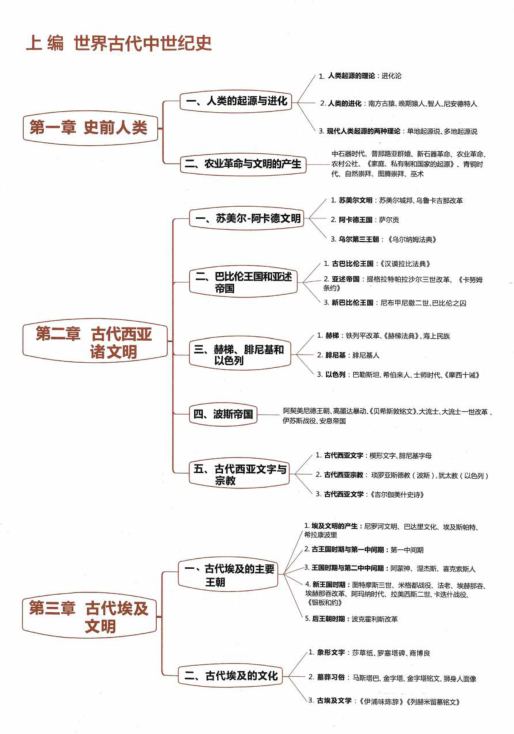 上编 世界古代中世纪史
第一章 史前人类
一、人类的起源与进化
1. 人类起源的理论：进化论
2. 人类的进化：南方古猿、晚期猿人、智人、尼安德特人
3. 现代人类起源的两种理论：单地起源说、多地起源说
二、农业革命与文明的产生
中石器时代、普那路亚群婚、新石器革命、农业革命、
农村公社、《家庭、私有制和国家的起源》、青铜时
代、自然崇拜、图腾崇拜、巫术
第二章 古代西亚
诸文明
一、苏美尔-阿卡德文明
1. 苏美尔文明：苏美尔城邦、乌鲁卡吉那改革
2. 阿卡德王国：萨尔贡
3. 乌尔第三王朝：《乌尔纳姆法典》
二、巴比伦王国和亚述
帝国
1. 古巴比伦王国：《汉谟拉比法典》
2. 亚述帝国：提格拉特帕拉沙尔三世改革、《卡努姆
条约》
3. 新巴比伦王国：尼布甲尼撒二世、巴比伦之囚
三、赫梯、腓尼基和
以色列
1. 赫梯：铁列平改革、《赫梯法典》、海上民族
2. 腓尼基：腓尼基人
3. 以色列：巴勒斯坦、希伯来人、士师时代、《摩西十诫》
四、波斯帝国
阿契美尼德王朝、高墨达暴动、《贝希斯敦铭文》、大流士、大流士一世改革、
伊苏斯战役、安息帝国
五、古代西亚文字与
宗教
1. 古代西亚文字：楔形文字、腓尼基字母
2. 古代西亚宗教：琐罗亚斯德教（波斯）、犹太教（以色列）
3. 古代西亚文学：《吉尔伽美什史诗》
第三章 古代埃及
文明
一、古代埃及的主要
王朝
1. 埃及文明的产生：尼罗河文明、巴达里文化、埃及斯帕特、
希拉康波里
2. 古王国时期与第一中间期：第一中间期
3. 王国时期与第二中中间期：阿蒙神、涅杰斯、喜克索斯人
4. 新王国时期：图特摩斯三世、米格都战役、法老、埃赫那吞、
埃赫那吞改革、阿玛纳时代、拉美西斯二世、卡迭什战役、
《银板和约》
5. 后王朝时期：波克霍利斯改革
二、古代埃及的文化
1. 象形文字：莎草纸、罗塞塔碑、商博良
2. 墓葬习俗：马斯塔巴、金字塔、金字塔铭文、狮身人面像
3. 古埃及文学：《伊浦味陈辞》《列赫米留墓铭文》